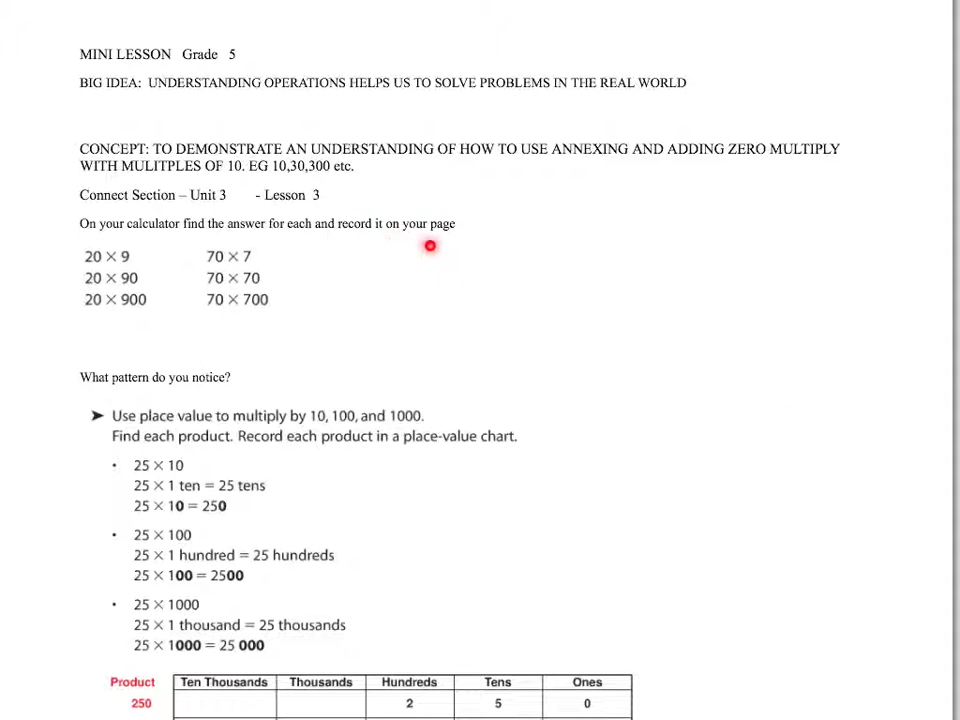 MINI LESSON Grade 5
BIG IDEA: UNDERSTANDING OPERATIONS HELPS US TO SOLVE PROBLEMS IN THE REAL WORLD
CONCEPT: TO DEMONSTRATE AN UNDERSTANDING OF HOW TO USE ANNEXING AND ADDING ZERO MULTIPLY
WITH MULITPLES OF 10. EG 10,30,300 etc.
Connect Section – Unit 3 - Lesson 3
On your calculator find the answer for each and record it on your page
20 × 9 70 × 7
20 × 90 70 × 70
20 × 900 70 × 700
What pattern do you notice?
➤ Use place value to multiply by 10, 100, and 1000.
Find each product. Record each product in a place-value chart.
• 25 × 10
25 × 1 ten = 25 tens
25 × 10 = 250
• 25 × 100
25 × 1 hundred = 25 hundreds
25 × 100 = 2500
• 25 × 1000
25 × 1 thousand = 25 thousands
25 × 1000 = 25 000
Product Ten Thousands Thousands Hundreds Tens Ones
250 2 5 0